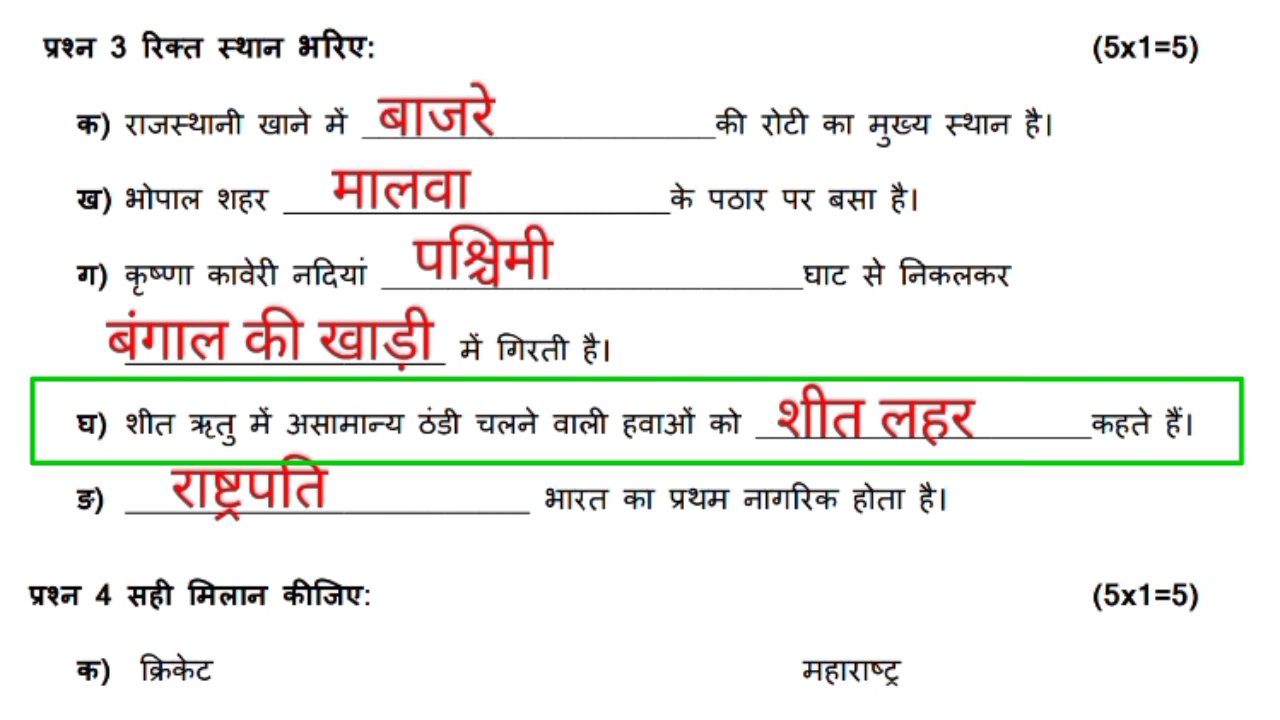 प्रश्न 3 रिक्त स्थान भरिए: (5x1=5)
क) राजस्थानी खाने में बाजरे की रोटी का मुख्य स्थान है।
ख) भोपाल शहर मालवा के पठार पर बसा है।
ग) कृष्णा कावेरी नदियां पश्चिमी घाट से निकलकर
बंगाल की खाड़ी में गिरती है।
घ) शीत ऋतु में असामान्य ठंडी चलने वाली हवाओं को शीत लहर कहते हैं।
ङ) राष्ट्रपति भारत का प्रथम नागरिक होता है।
प्रश्न 4 सही मिलान कीजिए: (5x1=5)
क) क्रिकेट महाराष्ट्र